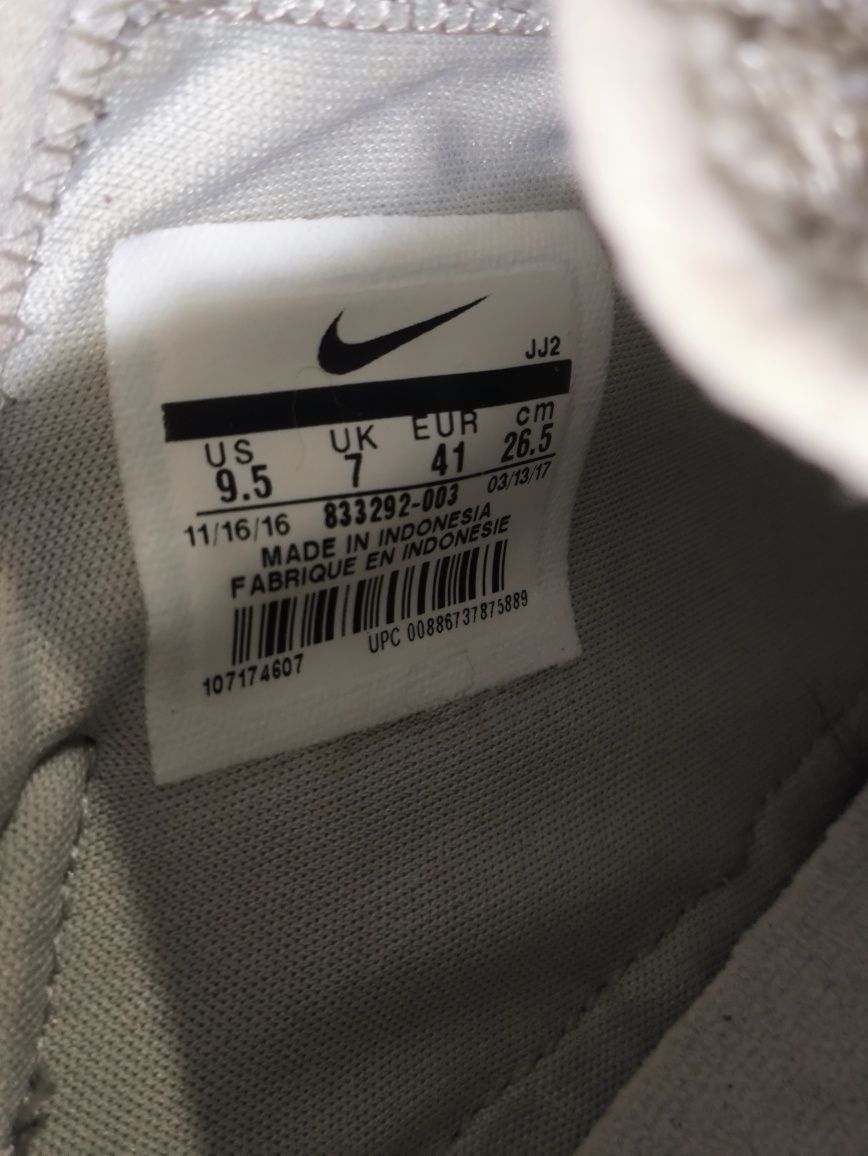 JJ2
US UK EUR cm
9.5 7 41 26.5
11/16/16 833292-003 03/13/17
MADE IN INDONESIA
FABRIQUE EN INDONESIE
107174607 UPC 00886737875889